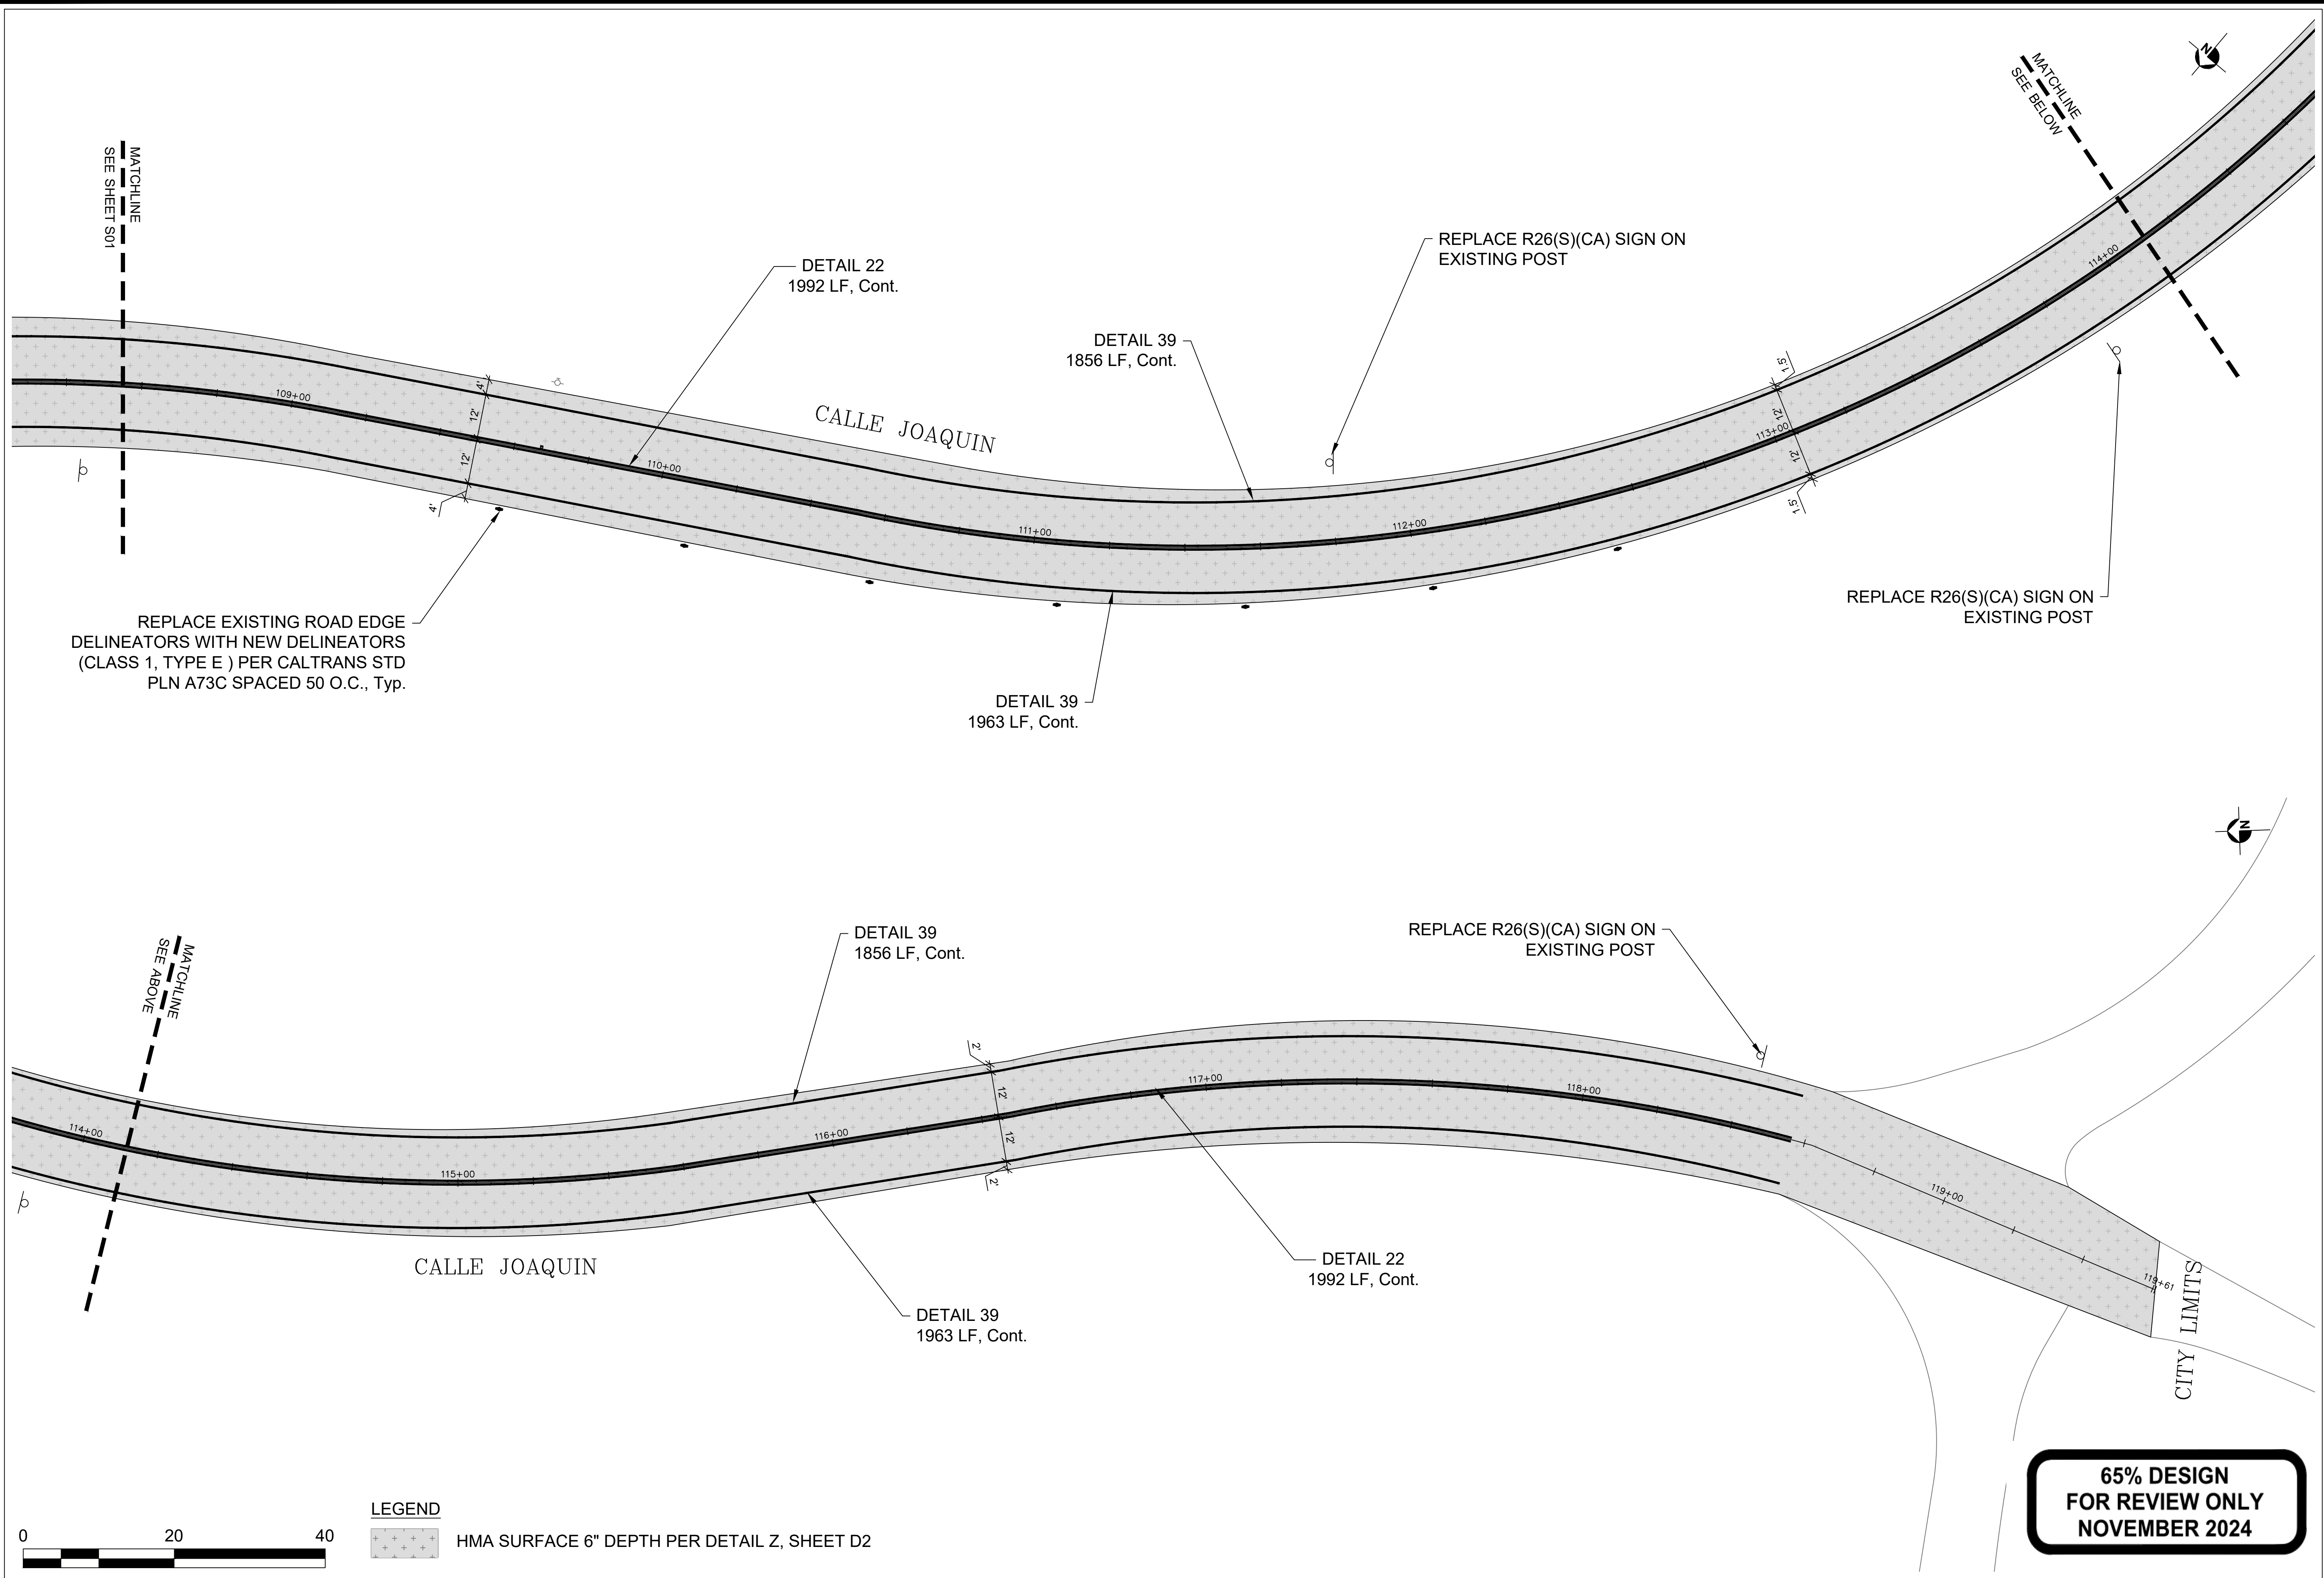 MATCHLINE
SEE SHEET S01
MATCHLINE
SEE BELOW
N
DETAIL 22
1992 LF, Cont.
REPLACE R26(S)(CA) SIGN ON
EXISTING POST
DETAIL 39
1856 LF, Cont.
CALLE JOAQUIN
109+00
110+00
111+00
112+00
113+00
114+00
4'
12'
12'
4'
1.5'
12'
12'
1.5'
REPLACE EXISTING ROAD EDGE
DELINEATORS WITH NEW DELINEATORS
(CLASS 1, TYPE E ) PER CALTRANS STD
PLN A73C SPACED 50 O.C., Typ.
DETAIL 39
1963 LF, Cont.
REPLACE R26(S)(CA) SIGN ON
EXISTING POST
N
MATCHLINE
SEE ABOVE
DETAIL 39
1856 LF, Cont.
REPLACE R26(S)(CA) SIGN ON
EXISTING POST
2'
12'
12'
2'
114+00
115+00
116+00
117+00
118+00
119+00
119+61
CALLE JOAQUIN
DETAIL 22
1992 LF, Cont.
DETAIL 39
1963 LF, Cont.
CITY LIMITS
65% DESIGN
FOR REVIEW ONLY
NOVEMBER 2024
LEGEND
HMA SURFACE 6" DEPTH PER DETAIL Z, SHEET D2
0 20 40